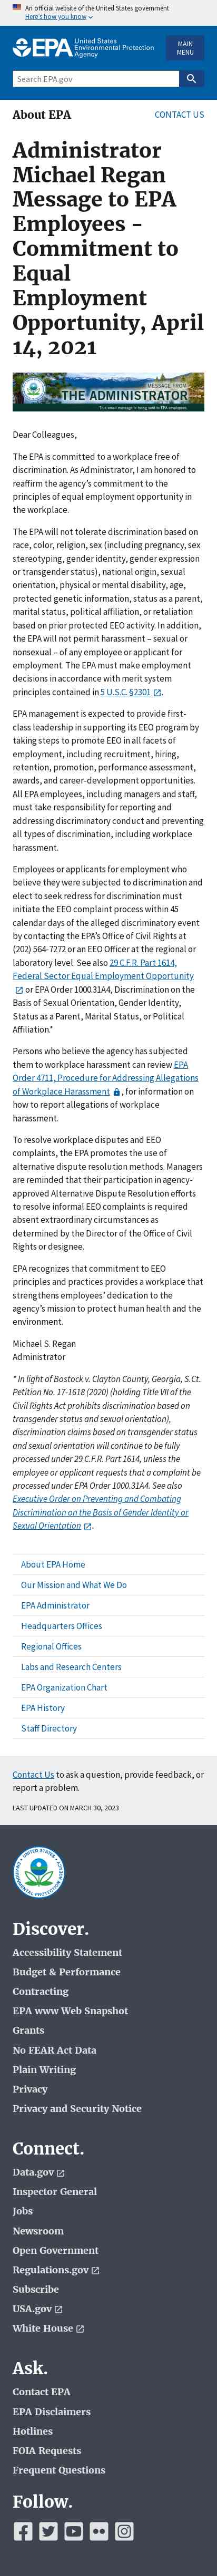 An official website of the United States government
Here's how you know
EPA United States
Environmental Protection
Agency
MAIN
MENU
Search EPA.gov
About EPA
CONTACT US
Administrator
Michael Regan
Message to EPA
Employees -
Commitment to
Equal
Employment
Opportunity, April
14, 2021
MESSAGE FROM
THE ADMINISTRATOR
This email message is being sent to EPA employees.
Dear Colleagues,
The EPA is committed to a workplace free of
discrimination. As Administrator, I am honored to
reaffirm the agency's commitment to the
principles of equal employment opportunity in
the workplace.
The EPA will not tolerate discrimination based on
race, color, religion, sex (including pregnancy, sex
stereotyping, gender identity, gender expression
or transgender status), national origin, sexual
orientation, physical or mental disability, age,
protected genetic information, status as a parent,
marital status, political affiliation, or retaliation
based on prior protected EEO activity. In addition,
the EPA will not permit harassment – sexual or
nonsexual – of any employee or applicant for
employment. The EPA must make personnel
decisions in accordance with merit system
principles contained in 5 U.S.C. §2301.
EPA management is expected to provide first-
class leadership in supporting its EEO program by
taking steps to promote EEO in all facets of
employment, including recruitment, hiring,
promotion, performance management, training,
awards, and career-development opportunities.
All EPA employees, including managers and staff,
must take responsibility for reporting and
addressing discriminatory behavior, including
harassment.
Employees or applicants for employment who
believe they were subjected to any discrimination
described in the first paragraph must seek and
initiate the EEO complaint process within 45
calendar days of the alleged discriminatory event
by contacting the EPA's Office of Civil Rights at
(202) 564-7272 or an EEO Officer at the regional or
laboratory level. See also 29 C.F.R. Part 1614,
Federal Sector Equal Employment Opportunity
or EPA Order 1000.31A4, Discrimination on the
Basis of Sexual Orientation, Gender Identity,
Status as a Parent, Marital Status, or Political
Affiliation.*
Persons who believe the agency has subjected
them to workplace harassment can review EPA
Order 4711, Procedure for Addressing Allegations
of Workplace Harassment, for information on
how to report allegations of workplace
harassment.
To resolve workplace disputes and EEO
complaints, the EPA promotes the use of
alternative dispute resolution methods. Managers
are reminded that their participation in any
agency-approved Alternative Dispute Resolution efforts
is required absent extraordinary circumstances as
determined by the Director of the Office of Civil
Rights or designee.
EPA recognizes that commitment to EEO
principles and practices provides a workplace that
strengthens employees' dedication to the
agency's mission to protect human health and the
environment.
Michael S. Regan
Administrator
* In light of Bostock v. Clayton County, Georgia, S.Ct.
Petition No. 17-1618 (2020) (holding Title VII of the
Civil Rights Act prohibits discrimination based on
transgender status and sexual orientation),
discrimination claims based on transgender status
and sexual orientation will continue to be fully
processed under 29 C.F.R. Part 1614, unless the
employee or applicant requests that a complaint of
that nature be processed under EPA Order 1000.31A4. See also
Executive Order on Preventing and Combating
Discrimination on the Basis of Gender Identity or
Sexual Orientation.
About EPA Home
Our Mission and What We Do
EPA Administrator
Headquarters Offices
Regional Offices
Labs and Research Centers
EPA Organization Chart
EPA History
Staff Directory
Contact Us to ask a question, provide feedback, or
report a problem.
LAST UPDATED ON MARCH 30, 2023
Discover.
Accessibility Statement
Budget & Performance
Contracting
EPA www Web Snapshot
Grants
No FEAR Act Data
Plain Writing
Privacy
Privacy and Security Notice
Connect.
Data.gov
Inspector General
Jobs
Newsroom
Open Government
Regulations.gov
Subscribe
USA.gov
White House
Ask.
Contact EPA
EPA Disclaimers
Hotlines
FOIA Requests
Frequent Questions
Follow.